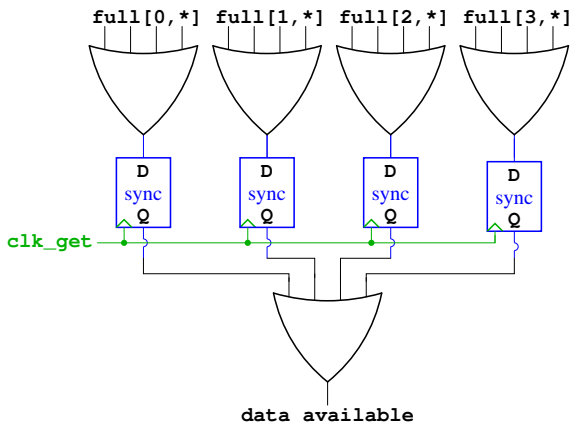 full[0,*] full[1,*] full[2,*] full[3,*]
D D D D
sync sync sync sync
Q Q Q Q
clk_get
data available